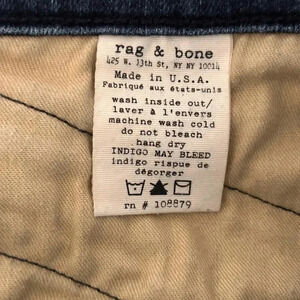 rag & bone
425 W. 13th St, NY NY 10014
Made in U.S.A.
Fabriqué aux états-unis
wash inside out/
laver à l'envers
machine wash cold
do not bleach
hang dry
INDIGO MAY BLEED
indigo rispue de
dégorger
rn # 108879